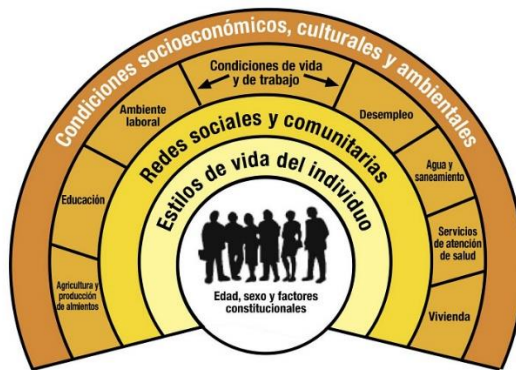 Condiciones socioeconómicos, culturales y ambientales
Condiciones de vida
y de trabajo
Ambiente
laboral
Desempleo
Redes sociales y comunitarias
Agua y
saneamiento
Estilos de vida del individuo
Educación
Servicios
de atención
de salud
Agricultura y
producción
de almientos
Edad, sexo y factores
constitucionales
Vivienda